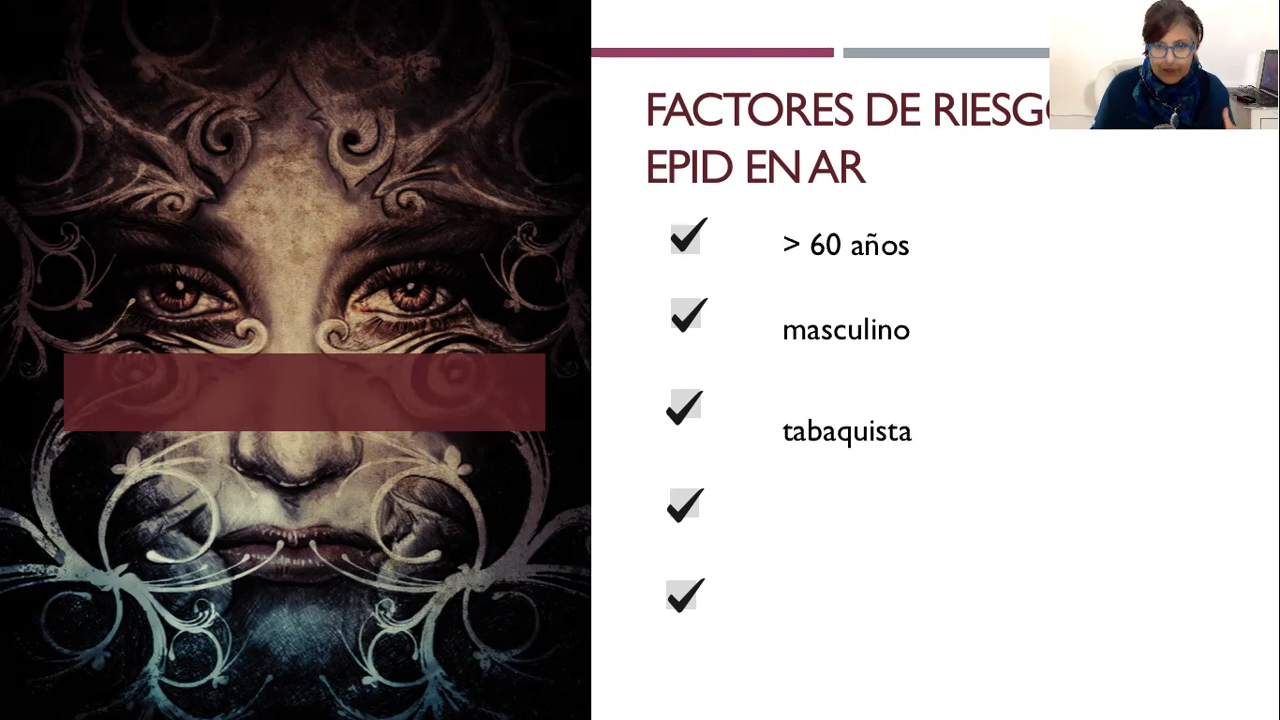 FACTORES DE RIESGO
EPID EN AR
> 60 años
masculino
tabaquista